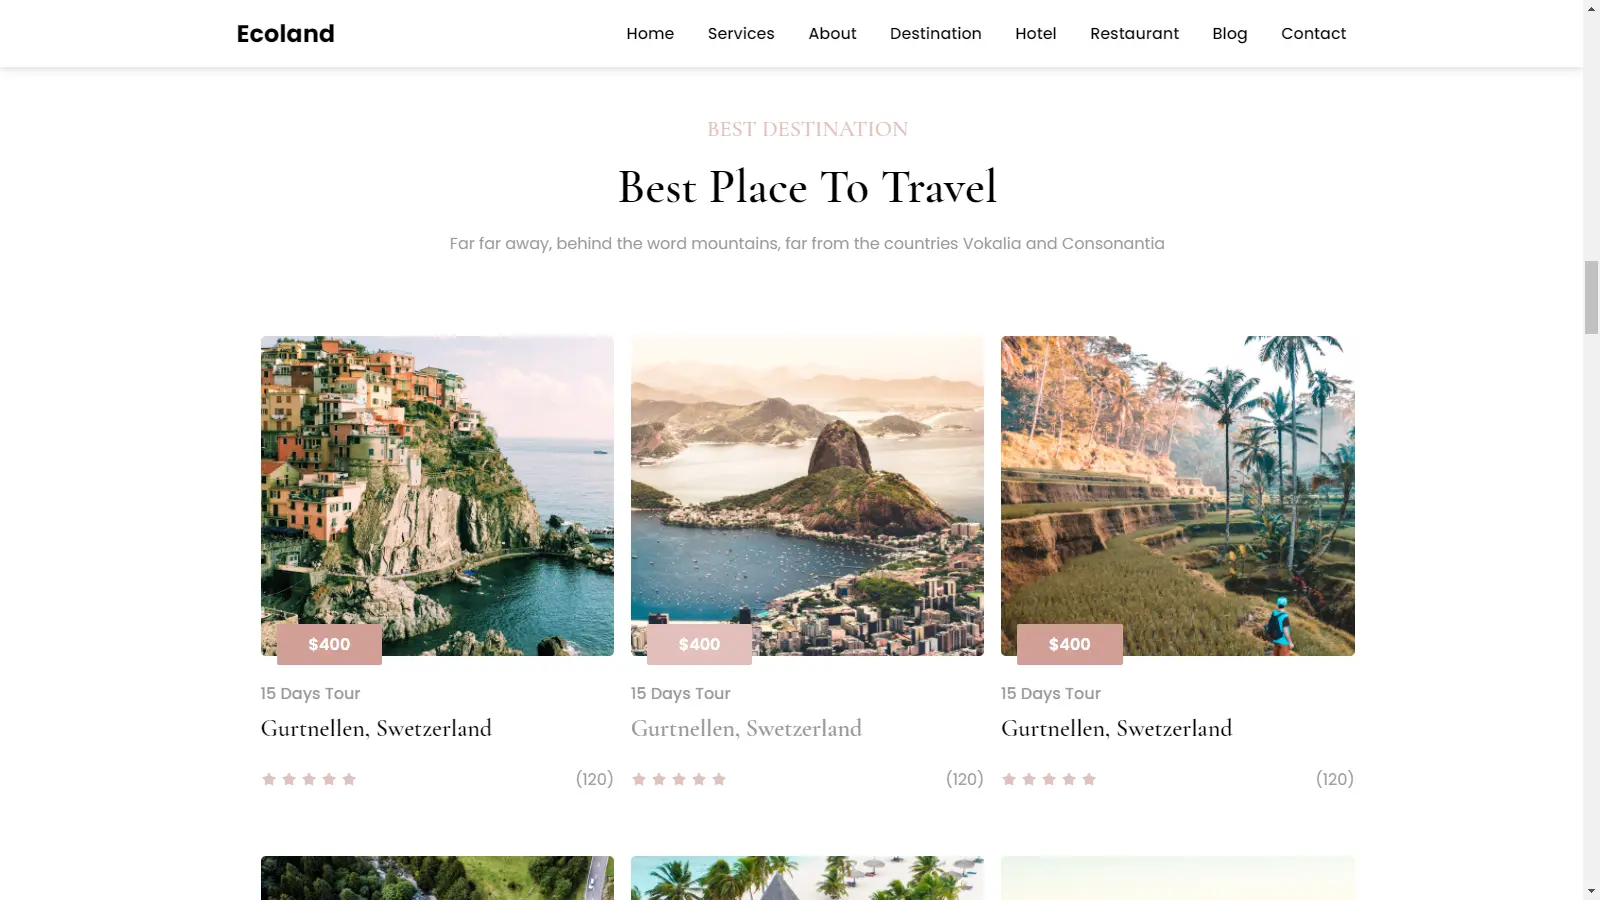 Ecoland
Home Services About Destination Hotel Restaurant Blog Contact
BEST DESTINATION
Best Place To Travel
Far far away, behind the word mountains, far from the countries Vokalia and Consonantia
$400
15 Days Tour
Gurtnellen, Swetzerland
(120)
$400
15 Days Tour
Gurtnellen, Swetzerland
(120)
$400
15 Days Tour
Gurtnellen, Swetzerland
(120)